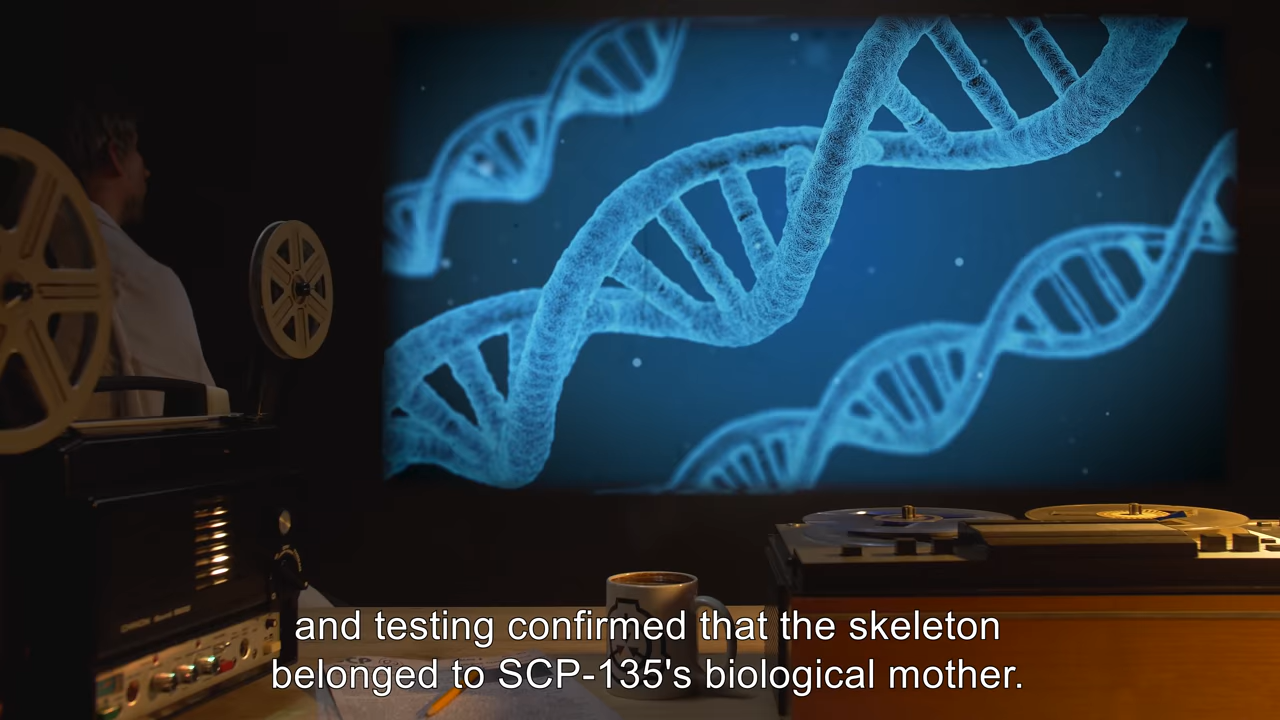 and testing confirmed that the skeleton
belonged to SCP-135's biological mother.